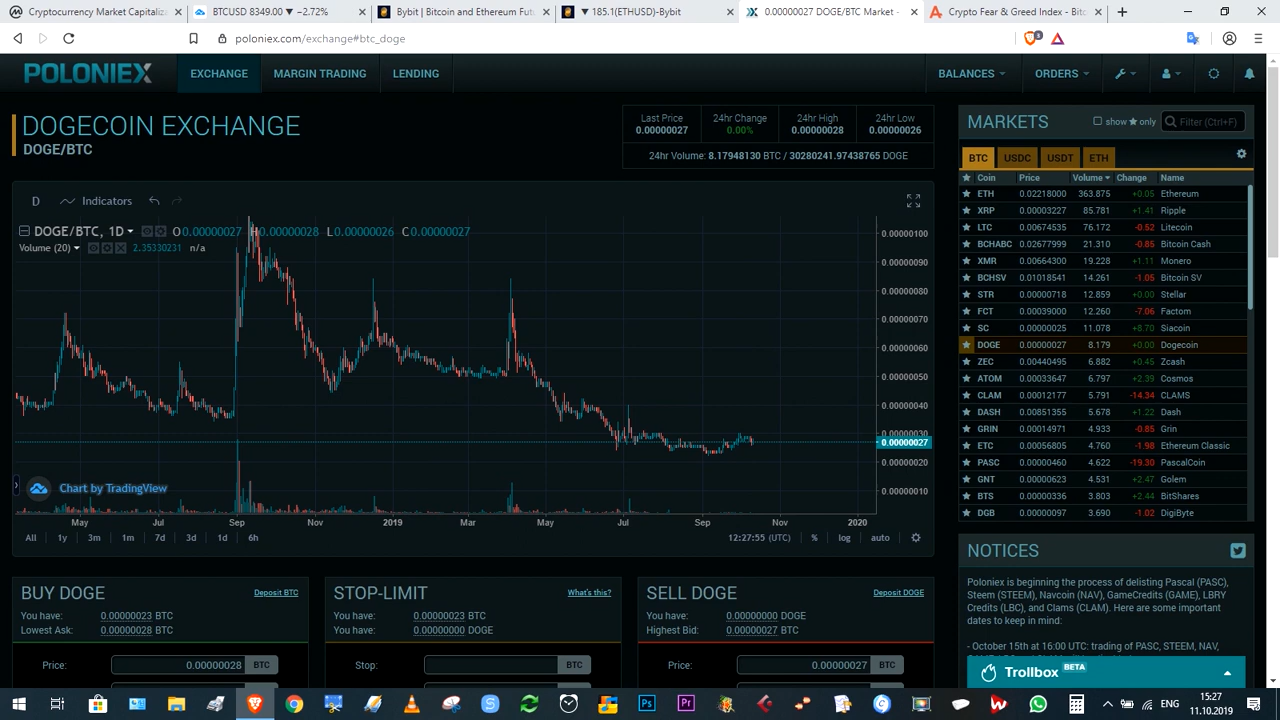 Cryptocurrency Market Capitaliz
BTCUSD 8349.00 ▼ −2.72%
Bybit | Bitcoin and Ethereum Futu
▼ 185.1(ETHUSD)-Bybit
0.00000027 DOGE/BTC Market -
Crypto Fear & Greed Index - Bitc
poloniex.com/exchange#btc_doge
3
POLONIEX
EXCHANGE
MARGIN TRADING
LENDING
BALANCES
ORDERS
DOGECOIN EXCHANGE
DOGE/BTC
Last Price
0.00000027
24hr Change
0.00%
24hr High
0.00000028
24hr Low
0.00000026
24hr Volume: 8.17948130 BTC / 30280241.97438765 DOGE
D
Indicators
DOGE/BTC, 1D
O0.00000027 H0.00000028 L0.00000026 C0.00000027
Volume (20)
2.35330231 n/a
0.00000100
0.00000090
0.00000080
0.00000070
0.00000060
0.00000050
0.00000040
0.00000030
0.00000027
0.00000020
0.00000010
Chart by TradingView
May Jul Sep Nov 2019 Mar May Jul Sep Nov 2020
All 1y 3m 1m 7d 3d 1d 6h
12:27:55 (UTC) % log auto
MARKETS
show ★ only
Filter (Ctrl+F)
BTC USDC USDT ETH
Coin Price Volume Change Name
ETH 0.02218000 363.875 +0.05 Ethereum
XRP 0.00003227 85.781 +1.41 Ripple
LTC 0.00674535 76.172 -0.52 Litecoin
BCHABC 0.02677999 21.310 -0.85 Bitcoin Cash
XMR 0.00664300 19.228 +1.11 Monero
BCHSV 0.01018541 14.261 -1.05 Bitcoin SV
STR 0.00000718 12.859 +0.00 Stellar
FCT 0.00039000 12.260 -7.06 Factom
SC 0.00000025 11.078 +8.70 Siacoin
DOGE 0.00000027 8.179 +0.00 Dogecoin
ZEC 0.00440495 6.882 +0.45 Zcash
ATOM 0.00033647 6.797 +2.39 Cosmos
CLAM 0.00012177 5.791 -14.34 CLAMS
DASH 0.00851355 5.678 +1.22 Dash
GRIN 0.00014971 4.933 -0.85 Grin
ETC 0.00056805 4.760 -1.98 Ethereum Classic
PASC 0.00000460 4.622 -19.30 PascalCoin
GNT 0.00000623 4.531 +2.47 Golem
BTS 0.00000336 3.803 +2.44 BitShares
DGB 0.00000097 3.690 -1.02 DigiByte
NOTICES
Poloniex is beginning the process of delisting Pascal (PASC),
Steem (STEEM), Navcoin (NAV), GameCredits (GAME), LBRY
Credits (LBC), and Clams (CLAM). Here are some important
dates to keep in mind:
- October 15th at 16:00 UTC: trading of PASC, STEEM, NAV,
Trollbox BETA
BUY DOGE
Deposit BTC
You have: 0.00000023 BTC
Lowest Ask: 0.00000028 BTC
Price: 0.00000028 BTC
STOP-LIMIT
What's this?
You have: 0.00000023 BTC
You have: 0.00000000 DOGE
Stop: BTC
SELL DOGE
Deposit DOGE
You have: 0.00000000 DOGE
Highest Bid: 0.00000027 BTC
Price: 0.00000027 BTC
Ps
Pr
ENG
15:27
11.10.2019